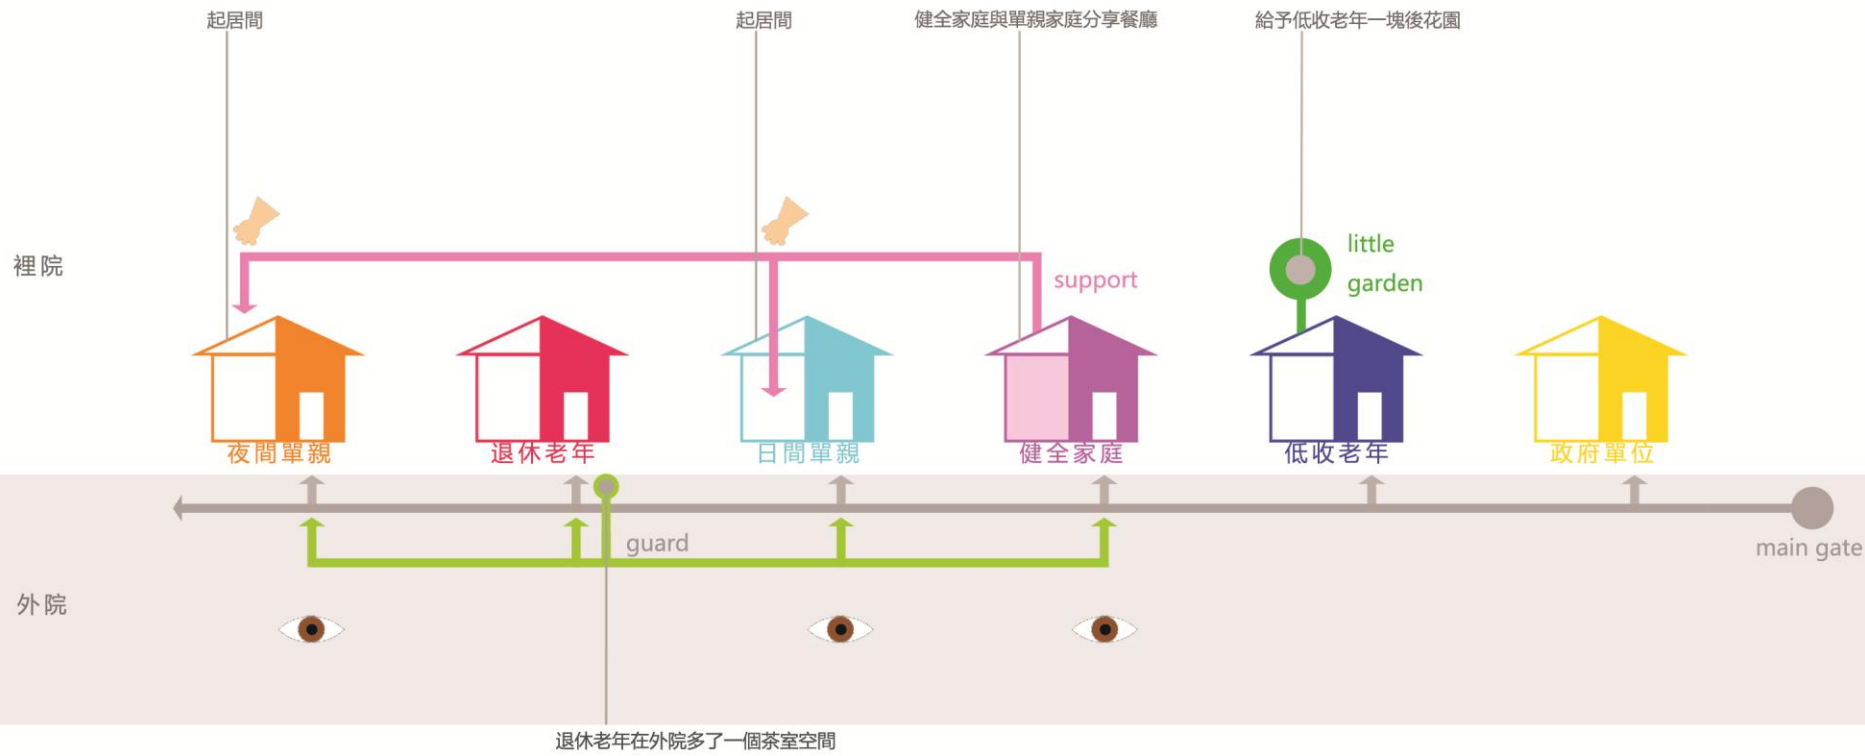 起居間
起居間
健全家庭與單親家庭分享餐廳
給予低收老年一塊後花園
裡院
support
little
garden
夜間單親
退休老年
日間單親
健全家庭
低收老年
政府單位
guard
main gate
外院
退休老年在外院多了一個茶室空間